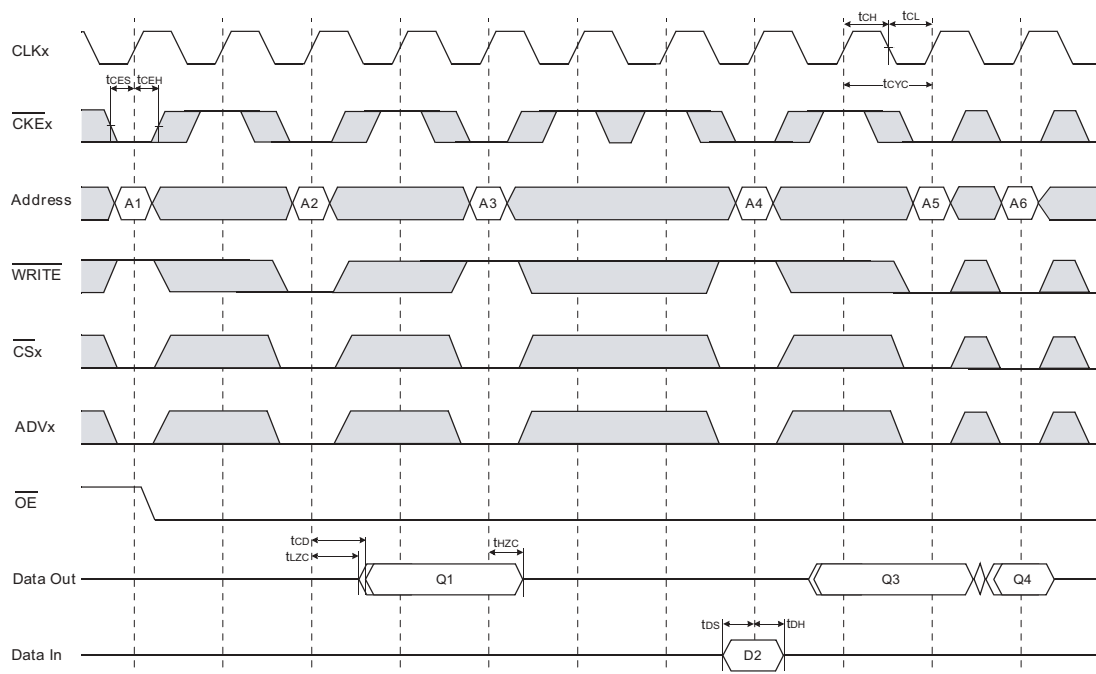 tCH tCL
CLKx
tCES tCEH tCYC
CKEx
Address A1 A2 A3 A4 A5 A6
WRITE
CSx
ADVx
OE
tCD
tLZC tHZC
Data Out Q1 Q3 Q4
tDS tDH
Data In D2